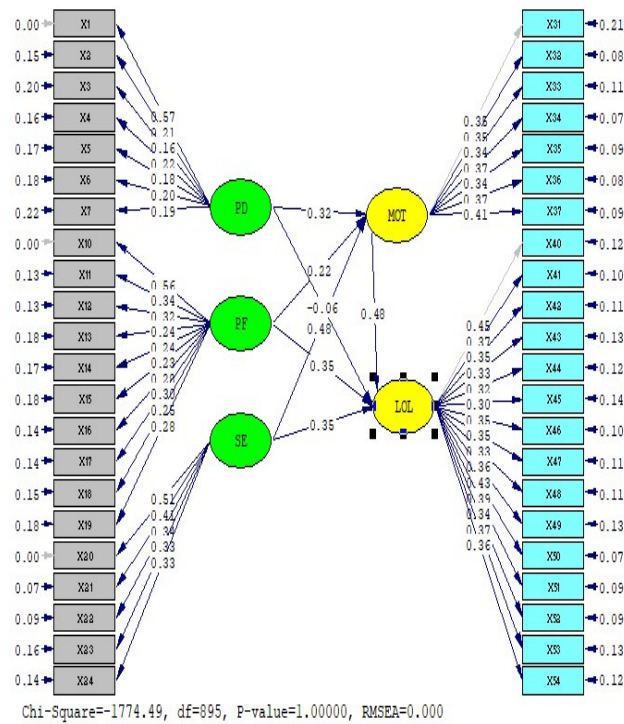 0.00 X1
0.15 X2
0.20 X3
0.16 X4
0.17 X5
0.18 X6
0.22 X7
0.00 X10
0.13 X11
0.13 X12
0.18 X13
0.17 X14
0.18 X15
0.14 X16
0.14 X17
0.15 X18
0.18 X19
0.00 X20
0.07 X21
0.09 X22
0.16 X23
0.14 X24
0.57
0.21
0.16
0.22
0.18
0.20
0.19
0.56
0.34
0.32
0.24
0.24
0.23
0.28
0.30
0.25
0.28
0.51
0.41
0.34
0.33
0.33
PD
PF
SE
0.32
0.22
-0.06
0.48
0.48
0.35
0.35
MOT
LOL
0.35
0.35
0.34
0.37
0.34
0.37
0.41
0.45
0.37
0.35
0.33
0.32
0.30
0.35
0.35
0.33
0.36
0.43
0.39
0.34
0.37
0.36
X31 0.21
X32 0.08
X33 0.11
X34 0.07
X35 0.09
X36 0.08
X37 0.09
X40 0.12
X41 0.10
X42 0.11
X43 0.13
X44 0.12
X45 0.14
X46 0.10
X47 0.11
X48 0.11
X49 0.13
X50 0.07
X51 0.09
X52 0.09
X53 0.13
X54 0.12
Chi-Square=-1774.49, df=895, P-value=1.00000, RMSEA=0.000